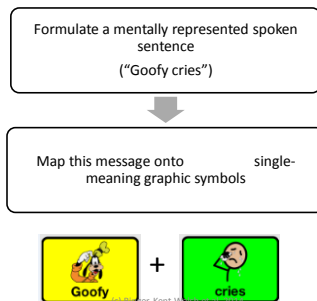 Formulate a mentally represented spoken
sentence
("Goofy cries")
Map this message onto single-
meaning graphic symbols
+
Goofy
cries